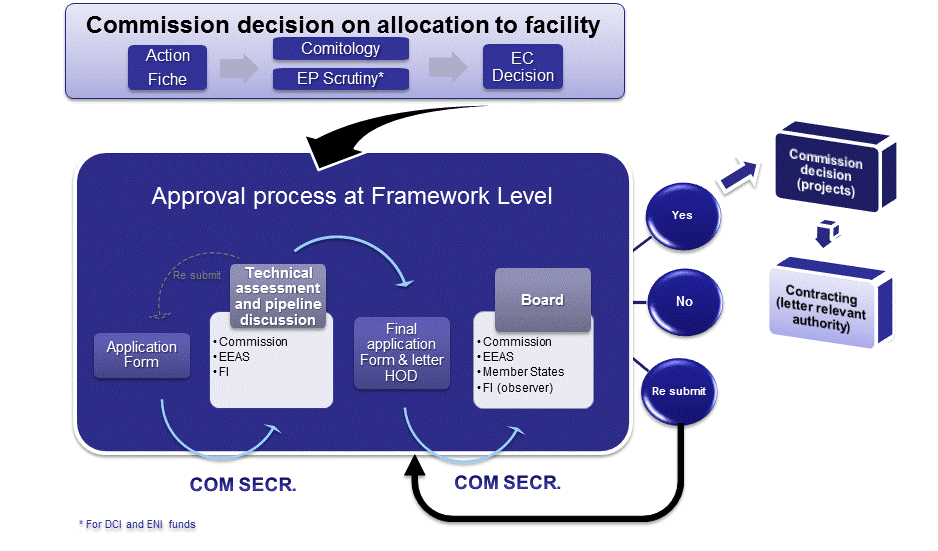 Commission decision on allocation to facility
Action
Fiche
Comitology
EP Scrutiny*
EC
Decision
Approval process at Framework Level
Re submit
Application
Form
Technical
assessment
and pipeline
discussion
•Commission
•EEAS
•FI
Final
application
Form & letter
HOD
Board
•Commission
•EEAS
•Member States
•FI (observer)
COM SECR.
COM SECR.
Yes
No
Re submit
Commission
decision
(projects)
Contracting
(letter relevant
authority)
* For DCI and ENI funds